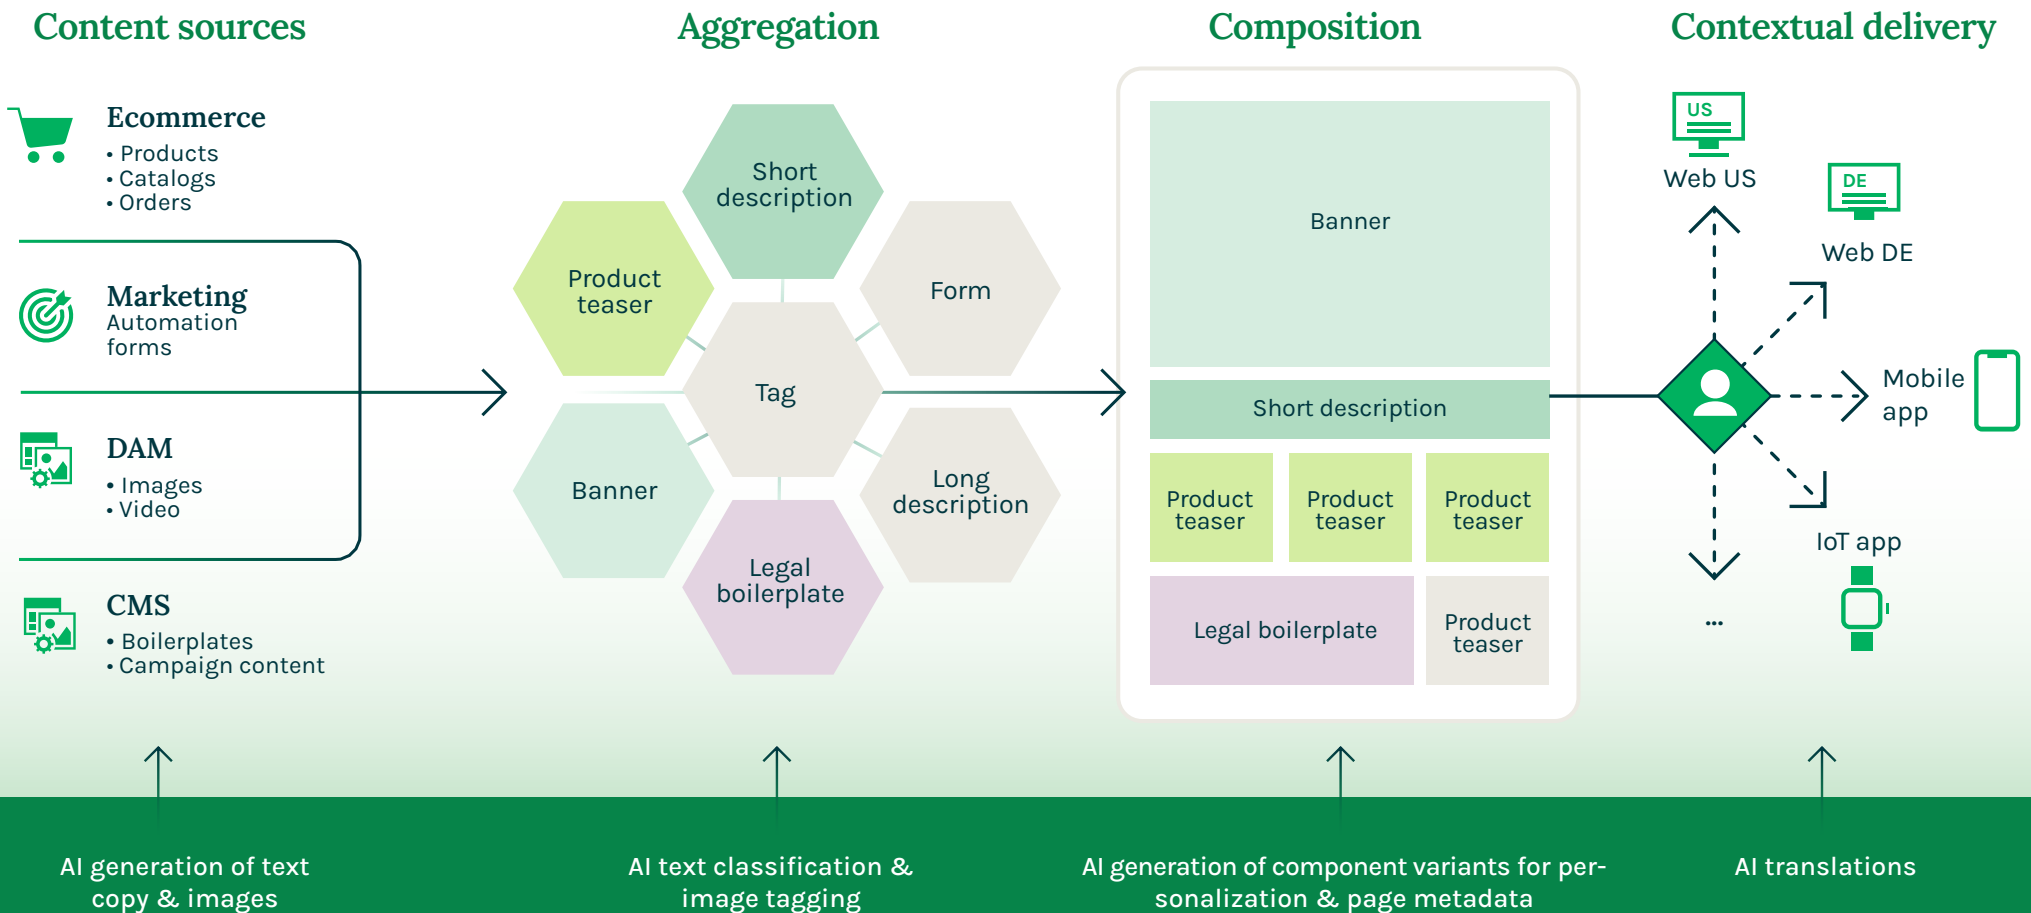 Content sources
Aggregation
Composition
Contextual delivery
Ecommerce
• Products
• Catalogs
• Orders
Marketing
Automation
forms
DAM
• Images
• Video
CMS
• Boilerplates
• Campaign content
Short
description
Product
teaser
Form
Tag
Banner
Long
description
Legal
boilerplate
Banner
Short description
Product
teaser
Product
teaser
Product
teaser
Legal boilerplate
Product
teaser
US
Web US
DE
Web DE
Mobile
app
IoT app
...
AI generation of text
copy & images
AI text classification &
image tagging
AI generation of component variants for per-
sonalization & page metadata
AI translations